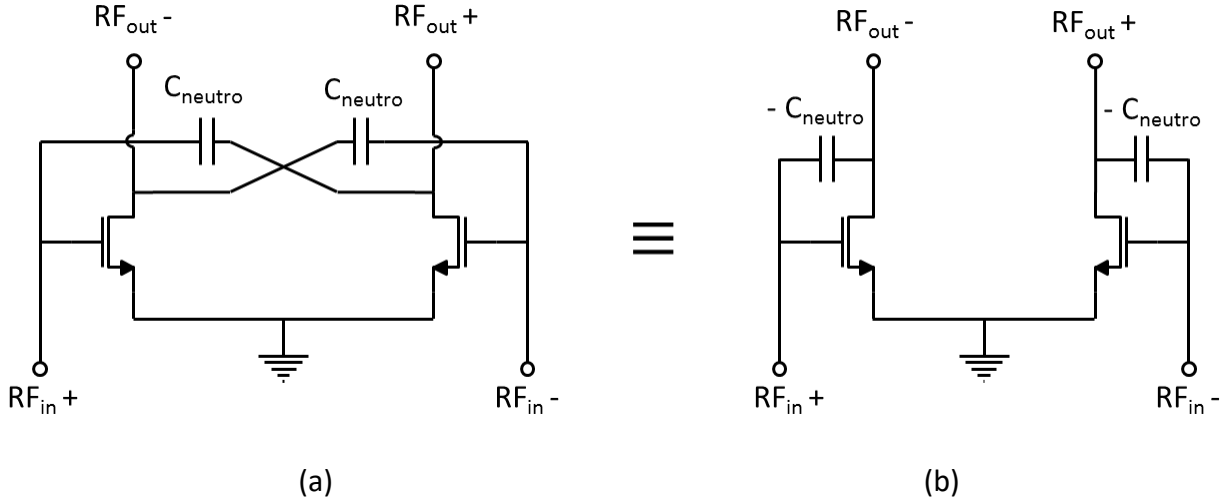 RFout - RFout +
Cneutro Cneutro
RFin + RFin -
(a)
≡
RFout - RFout +
- Cneutro - Cneutro
RFin + RFin -
(b)